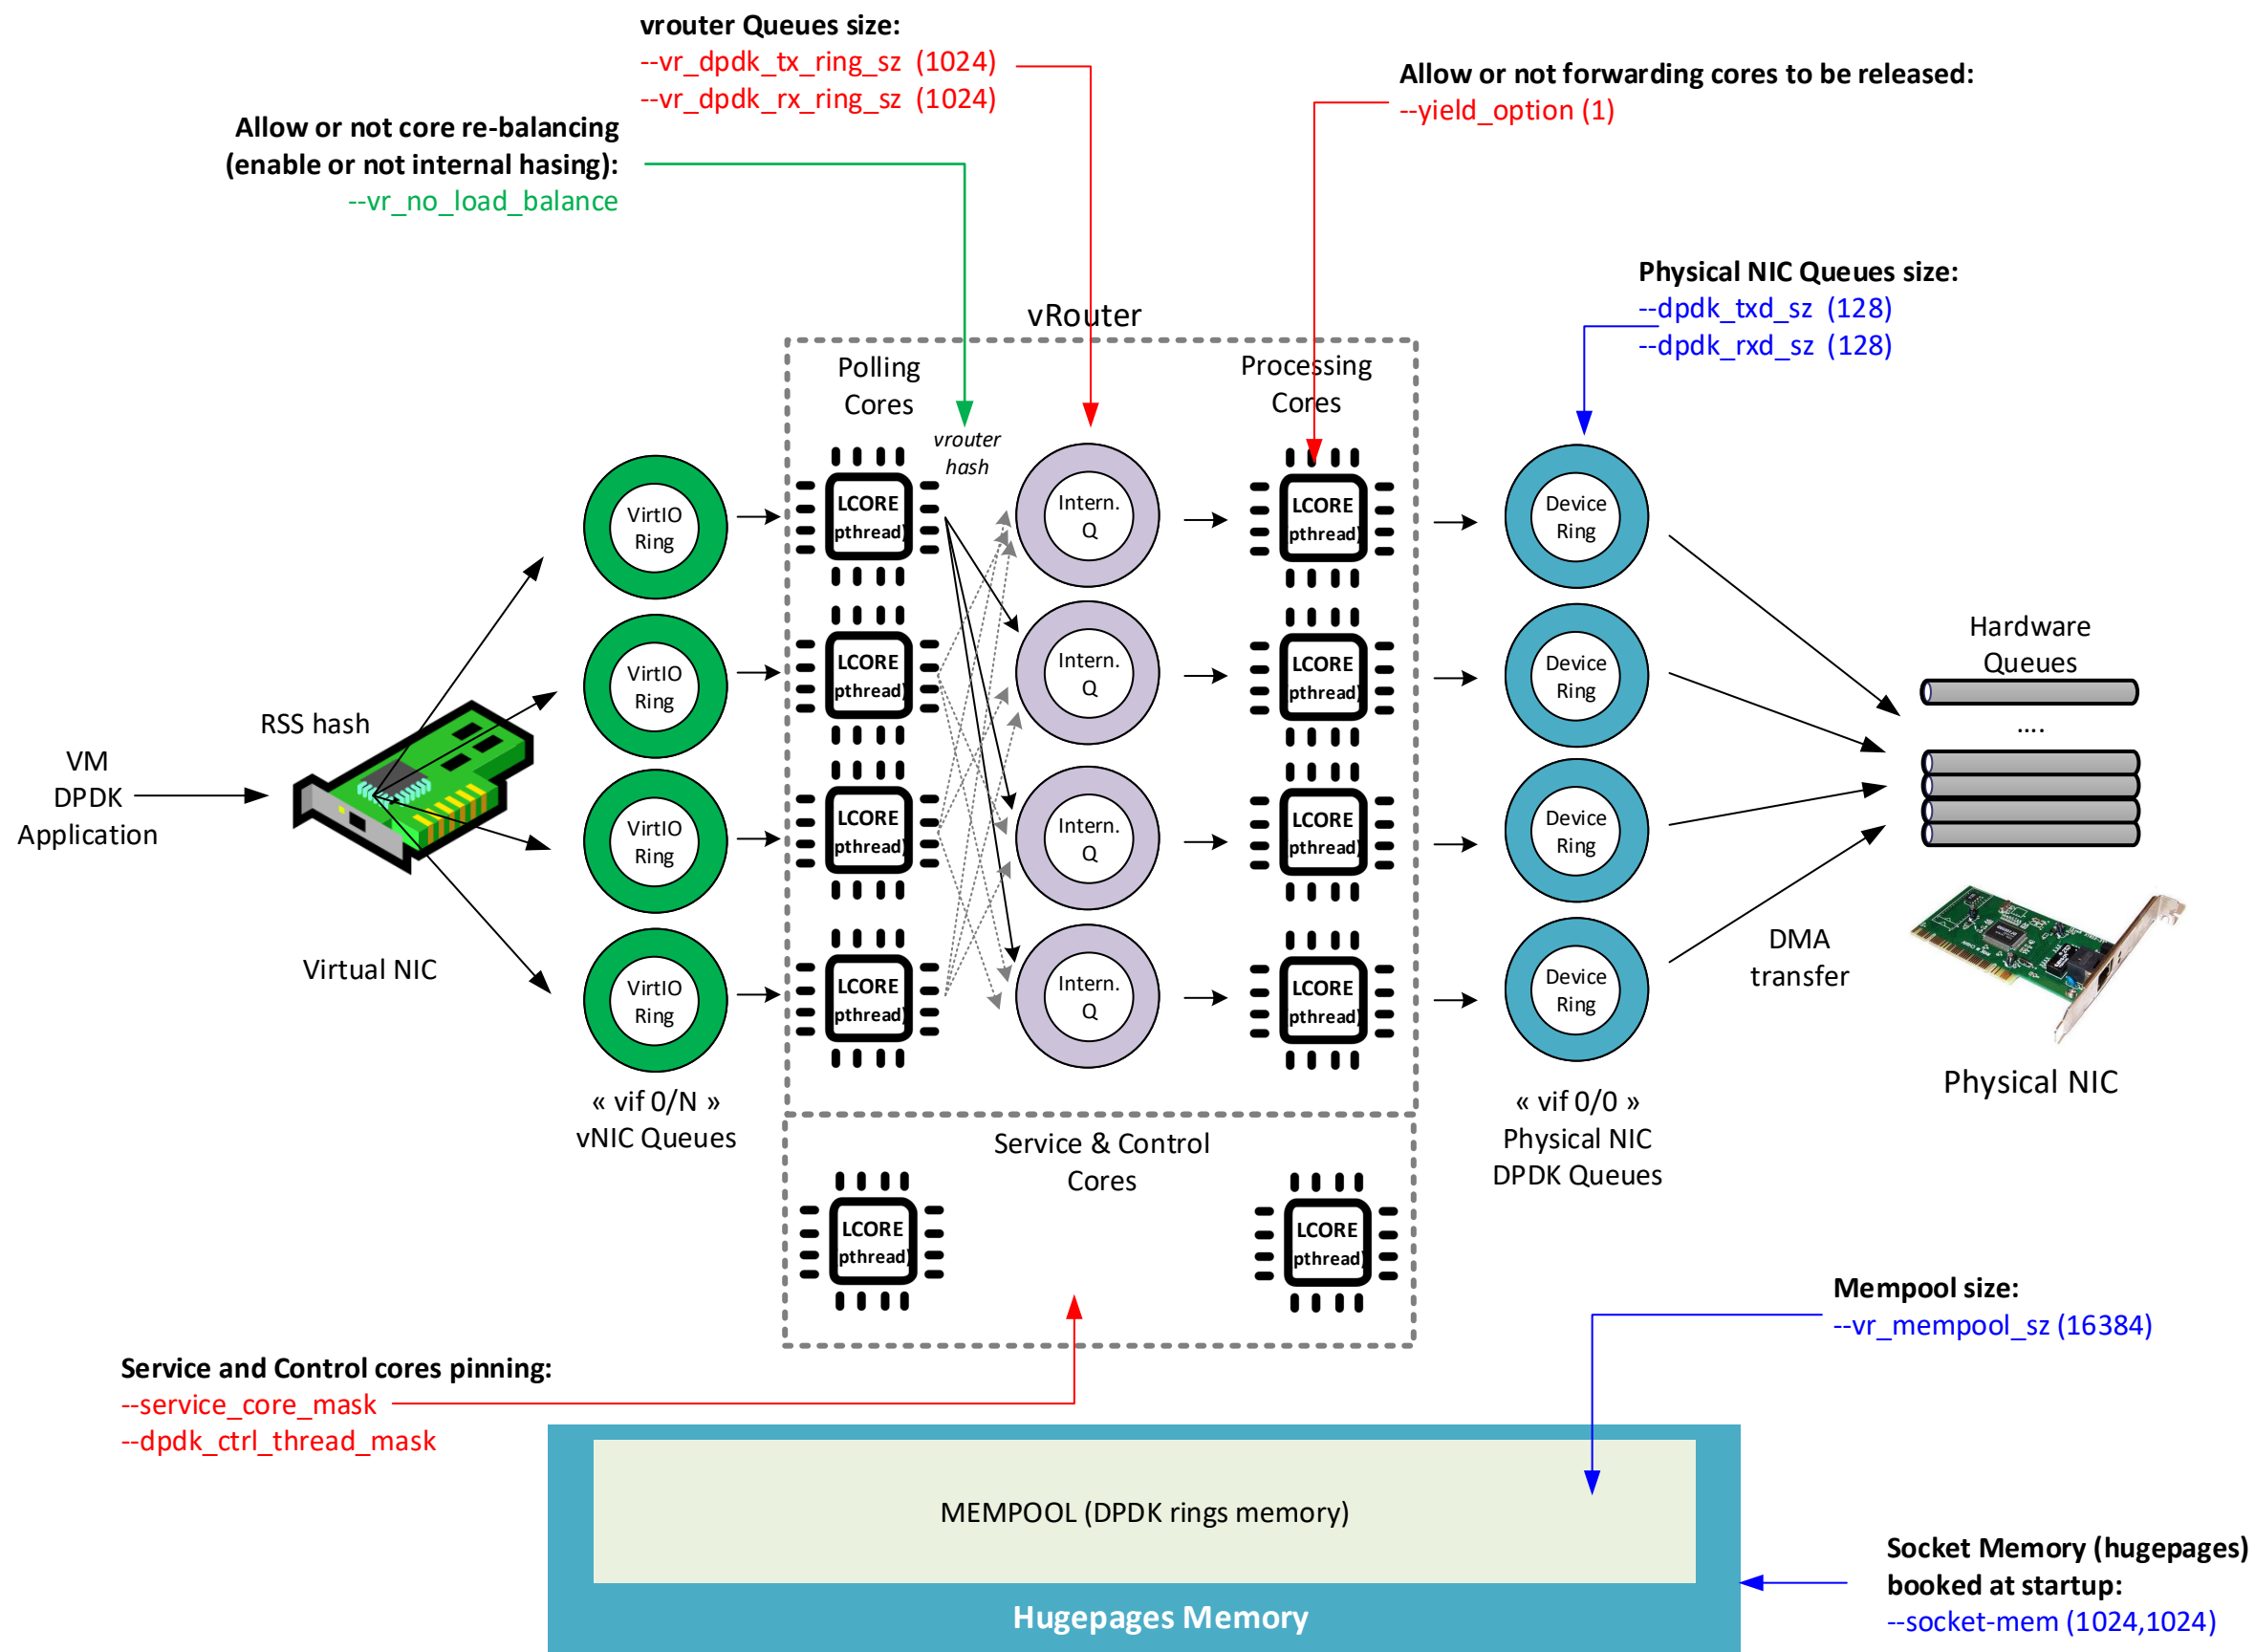 vrouter Queues size:
--vr_dpdk_tx_ring_sz (1024)
--vr_dpdk_rx_ring_sz (1024)
Allow or not forwarding cores to be released:
--yield_option (1)
Allow or not core re-balancing
(enable or not internal hasing):
--vr_no_load_balance
Physical NIC Queues size:
--dpdk_txd_sz (128)
--dpdk_rxd_sz (128)
vRouter
Polling
Cores
Processing
Cores
vrouter
hash
VirtIO
Ring
LCORE
pthread)
Intern.
Q
LCORE
pthread)
Device
Ring
VirtIO
Ring
LCORE
pthread)
Intern.
Q
LCORE
pthread)
Device
Ring
Hardware
Queues
....
RSS hash
VM
DPDK
Application
VirtIO
Ring
LCORE
pthread)
Intern.
Q
LCORE
pthread)
Device
Ring
Virtual NIC
VirtIO
Ring
LCORE
pthread)
Intern.
Q
LCORE
pthread)
Device
Ring
DMA
transfer
Physical NIC
« vif 0/N »
vNIC Queues
« vif 0/0 »
Physical NIC
DPDK Queues
Service & Control
Cores
LCORE
pthread)
LCORE
pthread)
Mempool size:
--vr_mempool_sz (16384)
Service and Control cores pinning:
--service_core_mask
--dpdk_ctrl_thread_mask
MEMPOOL (DPDK rings memory)
Hugepages Memory
Socket Memory (hugepages)
booked at startup:
--socket-mem (1024,1024)